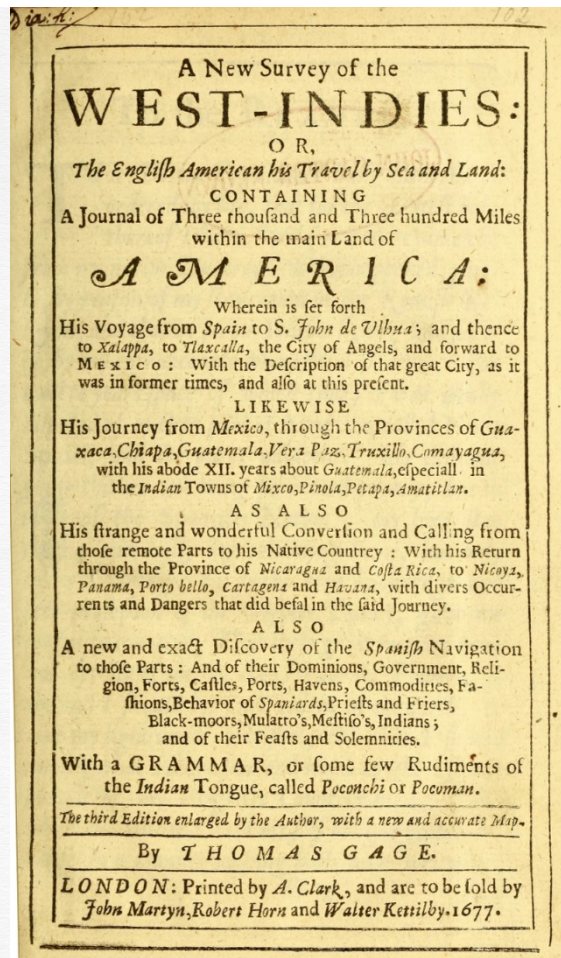 Dia: R:
102
A New Survey of the
WEST-INDIES:
OR,
The Engliſh American his Travel by Sea and Land:
CONTAINING
A Journal of Three thouſand and Three hundred Miles
within the main Land of
AMERICA:
Wherein is ſet forth
His Voyage from Spain to S. John de Ulhua; and thence
to Xalappa, to Tlaxcalla, the City of Angels, and forward to
MEXICO: With the Deſcription of that great City, as it
was in former times, and alſo at this preſent.
LIKEWISE
His Journey from Mexico, through the Provinces of Gua-
xaca, Chiapa, Guatemala, Vera Paz, Truxillo, Comayagua,
with his abode XII. years about Guatemala, eſpeciall in
the Indian Towns of Mixco, Pinola, Petapa, Amatitlan.
AS ALSO
His ſtrange and wonderful Converſion and Calling from
thoſe remote Parts to his Native Countrey: With his Return
through the Province of Nicaragua and Coſta Rica, to Nicoya,
Panama, Porto bello, Cartagena and Havana, with divers Occur-
rents and Dangers that did befal in the ſaid Journey.
ALSO
A new and exact Diſcovery of the Spaniſh Navigation
to thoſe Parts: And of their Dominions, Government, Reli-
gion, Forts, Caſtles, Ports, Havens, Commodities, Fa-
ſhions, Behavior of Spaniards, Prieſts and Friers,
Black-moors, Mulatto's, Meſtiſo's, Indians;
and of their Feaſts and Solemnities.
With a GRAMMAR, or ſome few Rudiments of
the Indian Tongue, called Poconchi or Pocoman.
The third Edition enlarged by the Author, with a new and accurate Map.
By THOMAS GAGE.
LONDON: Printed by A. Clark, and are to be ſold by
John Martyn, Robert Horn and Walter Kettilby. 1677.